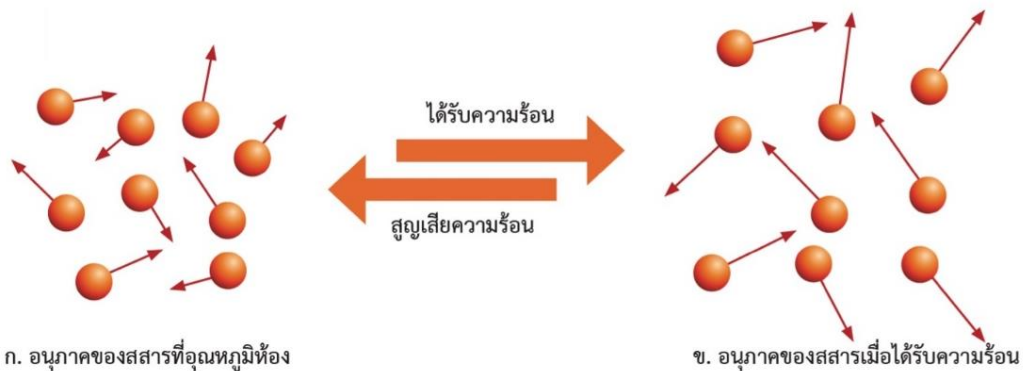 ได้รับความร้อน
สูญเสียความร้อน
ก. อนุภาคของสสารที่อุณหภูมิห้อง
ข. อนุภาคของสสารเมื่อได้รับความร้อน